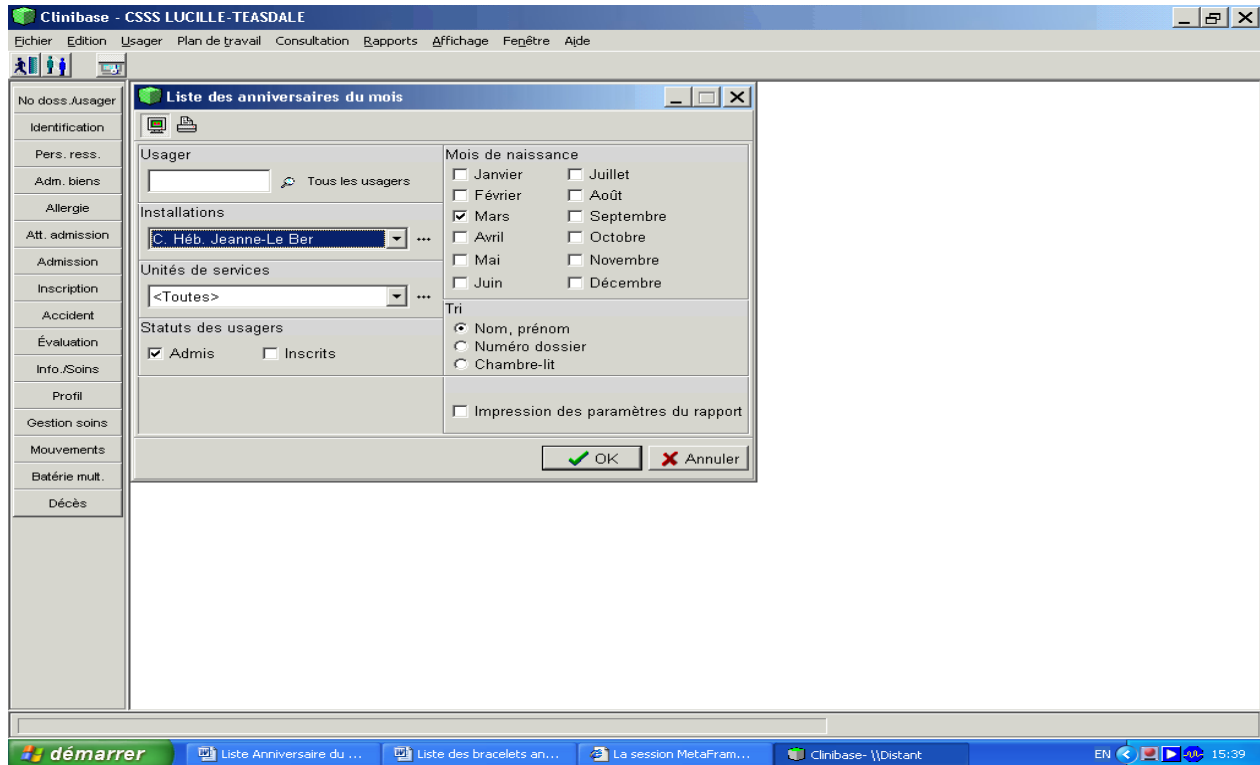 Clinibase - CSSS LUCILLE-TEASDALE
Fichier Edition Usager Plan de travail Consultation Rapports Affichage Fenêtre Aide
No doss./usager
Identification
Pers. ress.
Adm. biens
Allergie
Att. admission
Admission
Inscription
Accident
Évaluation
Info./Soins
Profil
Gestion soins
Mouvements
Batérie mult.
Décès
Liste des anniversaires du mois
Usager
Tous les usagers
Installations
C. Héb. Jeanne-Le Ber
Unités de services
<Toutes>
Statuts des usagers
Admis Inscrits
Mois de naissance
Janvier Juillet
Février Août
Mars Septembre
Avril Octobre
Mai Novembre
Juin Décembre
Tri
Nom, prénom
Numéro dossier
Chambre-lit
Impression des paramètres du rapport
OK Annuler
démarrer Liste Anniversaire du ... Liste des bracelets an... La session MetaFram... Clinibase- \\Distant EN 15:39